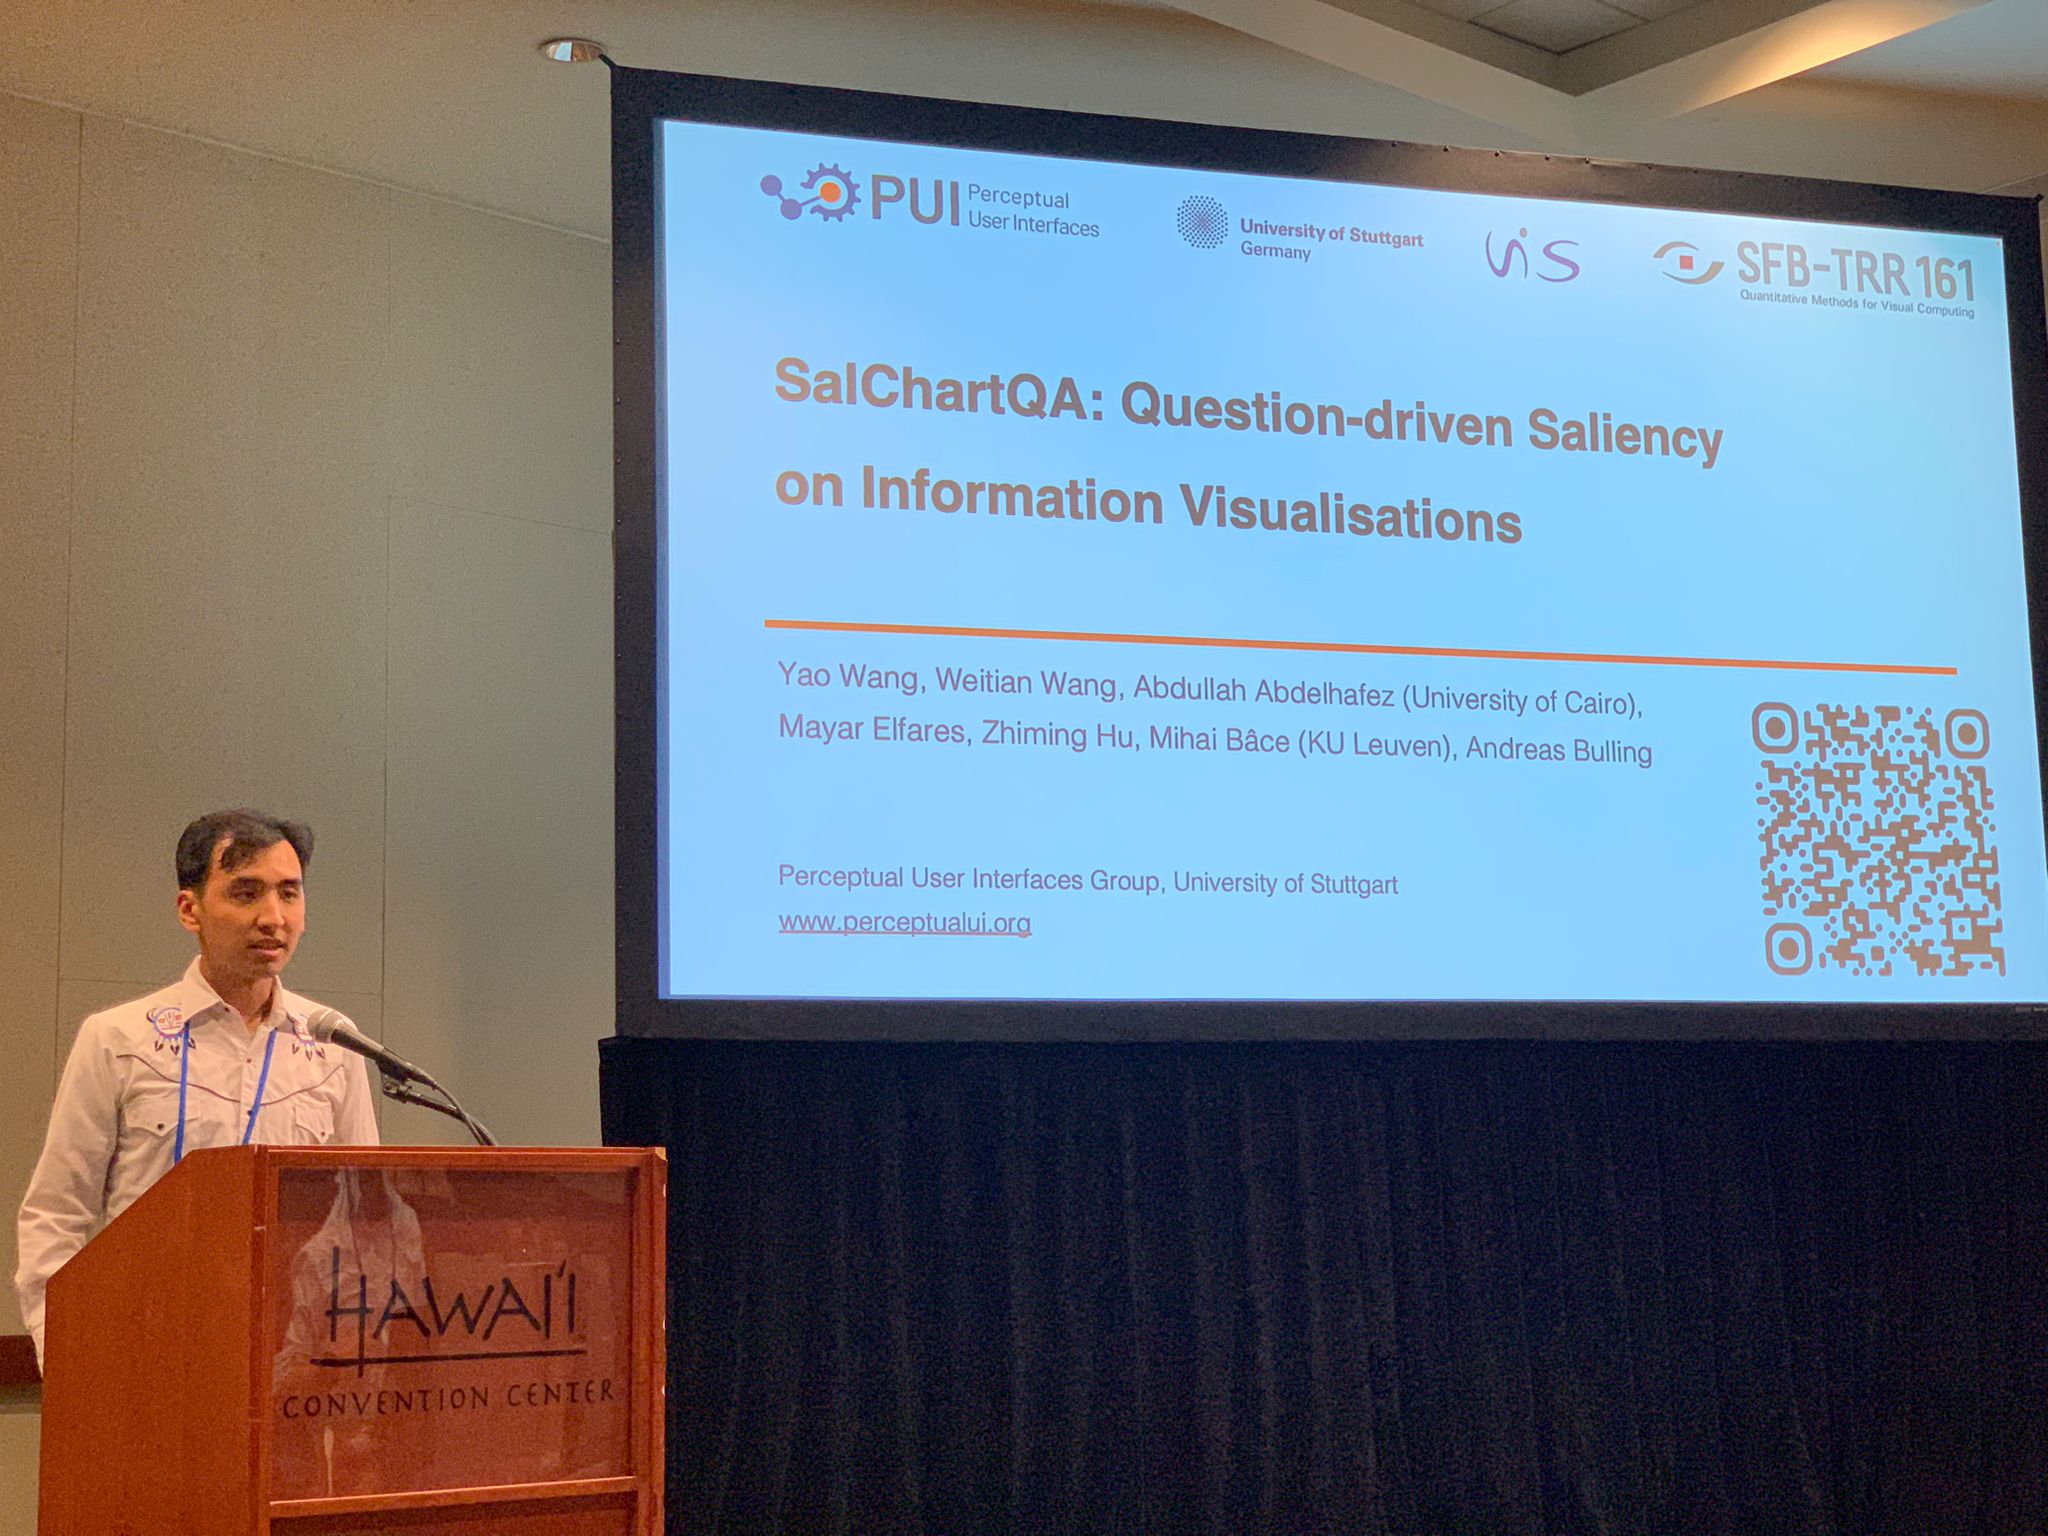 PUI Perceptual
User Interfaces
University of Stuttgart
Germany
VIS
SFB-TRR 161
Quantitative Methods for Visual Computing
SalChartQA: Question-driven Saliency
on Information Visualisations
Yao Wang, Weitian Wang, Abdullah Abdelhafez (University of Cairo),
Mayar Elfares, Zhiming Hu, Mihai Bâce (KU Leuven), Andreas Bulling
Perceptual User Interfaces Group, University of Stuttgart
www.perceptualui.org
HAWAI'I
CONVENTION CENTER